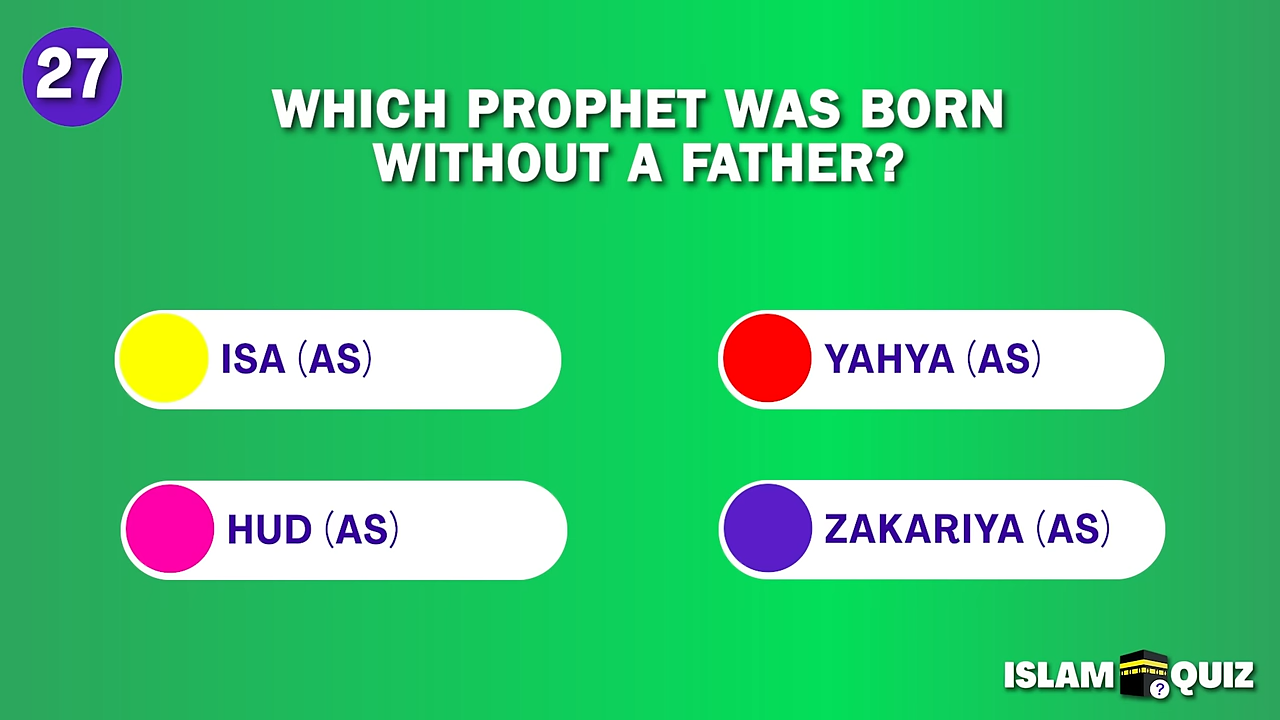 27
WHICH PROPHET WAS BORN
WITHOUT A FATHER?
ISA (AS)
YAHYA (AS)
HUD (AS)
ZAKARIYA (AS)
ISLAM ? QUIZ